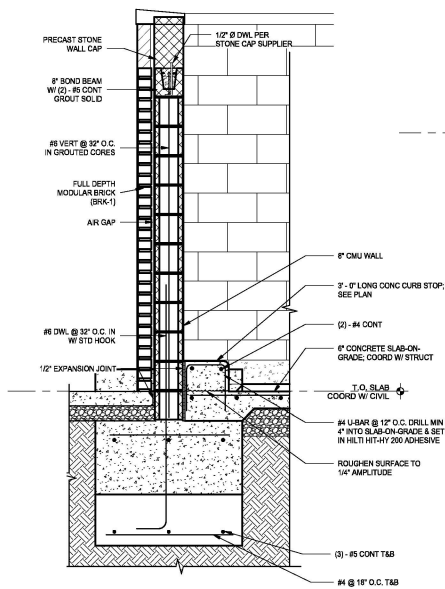 PRECAST STONE
WALL CAP
1/2" Ø DWL PER
STONE CAP SUPPLIER
8" BOND BEAM
W/ (2) - #5 CONT
GROUT SOLID
#6 VERT @ 32" O.C.
IN GROUTED CORES
FULL DEPTH
MODULAR BRICK
(BRK-1)
AIR GAP
8" CMU WALL
3' - 0" LONG CONC CURB STOP;
SEE PLAN
(2) - #4 CONT
#6 DWL @ 32" O.C. IN
W/ STD HOOK
6" CONCRETE SLAB-ON-
GRADE; COORD W/ STRUCT
1/2" EXPANSION JOINT
T.O. SLAB
COORD W/ CIVIL
#4 U-BAR @ 12" O.C. DRILL MIN
4" INTO SLAB-ON-GRADE & SET
IN HILTI HIT-HY 200 ADHESIVE
ROUGHEN SURFACE TO
1/4" AMPLITUDE
(3) - #5 CONT T&B
#4 @ 18" O.C. T&B